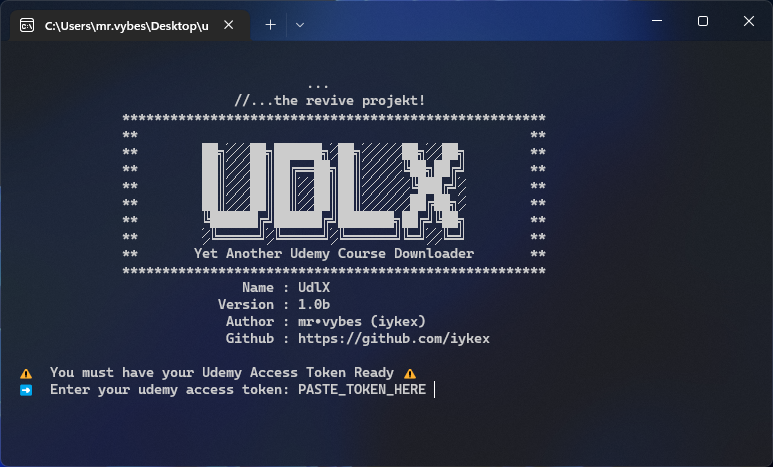 C:\Users\mr.vybes\Desktop\u
...
//...the revive projekt!
*****************************************************
** **
** **
** **
** **
** **
** **
** **
UDLX
** Yet Another Udemy Course Downloader **
*****************************************************
Name : UdlX
Version : 1.0b
Author : mr•vybes (iykex)
Github : https://github.com/iykex
You must have your Udemy Access Token Ready
Enter your udemy access token: PASTE_TOKEN_HERE